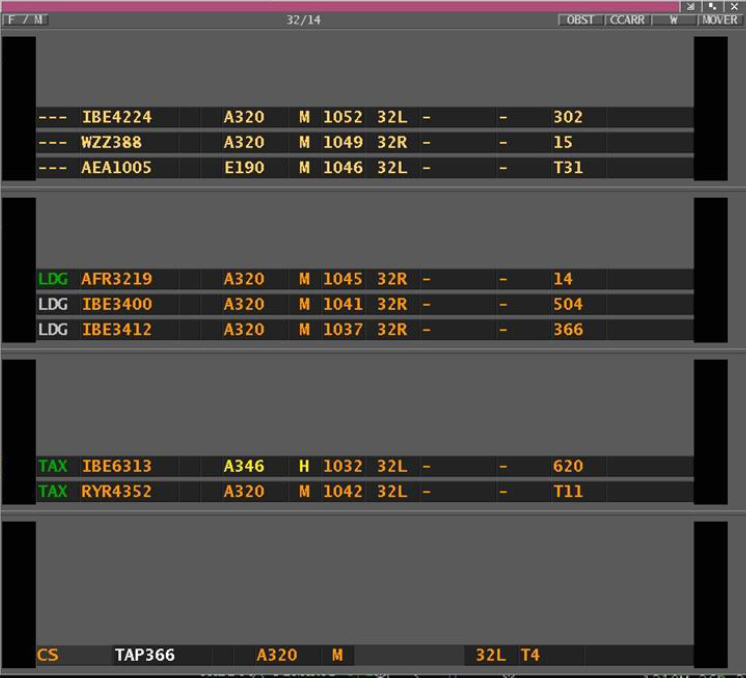 F / M 32/14 OBST CCARR W MOVER
--- IBE4224 A320 M 1052 32L - - 302
--- WZZ388 A320 M 1049 32R - - 15
--- AEA1005 E190 M 1046 32L - - T31
LDG AFR3219 A320 M 1045 32R - - 14
LDG IBE3400 A320 M 1041 32R - - 504
LDG IBE3412 A320 M 1037 32R - - 366
TAX IBE6313 A346 H 1032 32L - - 620
TAX RYR4352 A320 M 1042 32L - - T11
CS TAP366 A320 M 32L T4